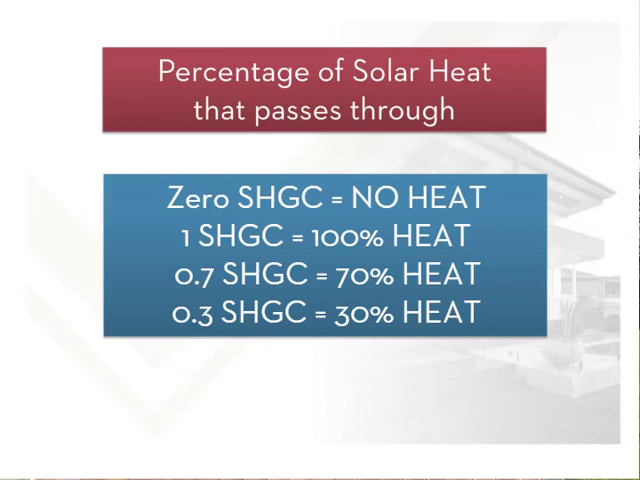 Percentage of Solar Heat
that passes through
Zero SHGC = NO HEAT
1 SHGC = 100% HEAT
0.7 SHGC = 70% HEAT
0.3 SHGC = 30% HEAT